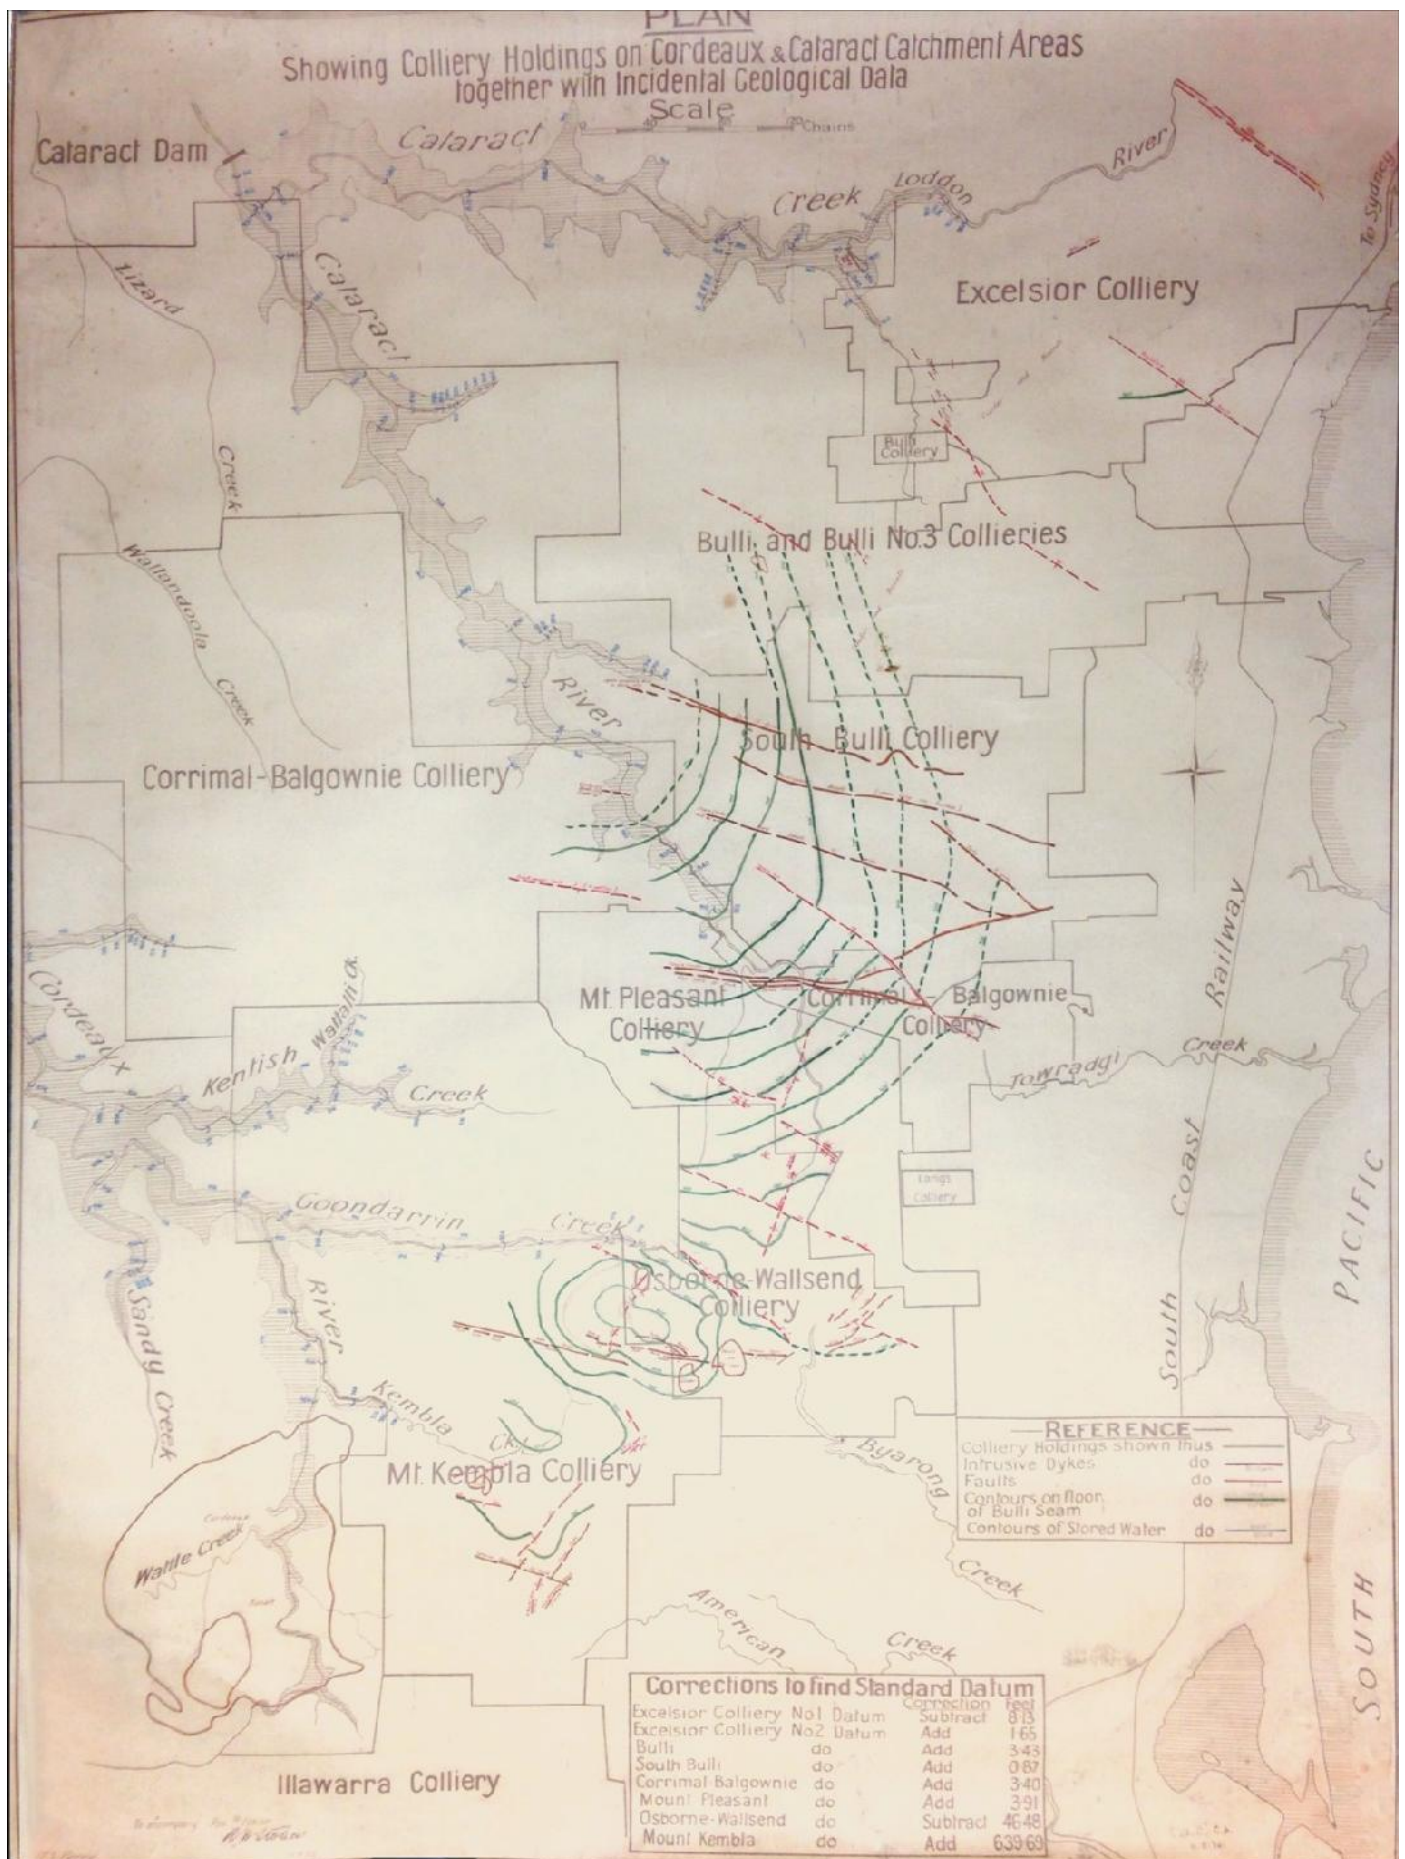 PLAN
Showing Colliery Holdings on Cordeaux & Cataract Catchment Areas
together with Incidental Geological Data
Scale
Chains
Cataract
Cataract Dam
River
Loddon
Creek
To Sydney
Lizard
Cataract
Excelsior Colliery
Creek
Bulli
Colliery
Bulli and Bulli No.3 Collieries
Wallandoola
Creek
River
South Bulli Colliery
Corrimal-Balgownie Colliery
Railway
Cordeaux
Mt. Pleasant
Colliery
Corrimal - Balgownie
Colliery
Kentish
Creek
Towradgi
Creek
Coast
PACIFIC
Goondarrin
Creek
River
Osborne-Wallsend
Colliery
South
Sandy Creek
Kembla
Ck.
Mt. Kembla Colliery
Byarong
Creek
REFERENCE
Colliery Holdings shown thus
Intrusive Dykes do
Faults do
Contours on floor
of Bulli Seam do
Contours of Stored Water do
Wattle Creek
American
Creek
SOUTH
Corrections to find Standard Datum
Correction Feet
Excelsior Colliery No1 Datum Subtract 8·13
Excelsior Colliery No2 Datum Add 1·65
Bulli do Add 3·43
South Bulli do Add 0·87
Corrimal-Balgownie do Add 3·40
Mount Pleasant do Add 3·91
Osborne-Wallsend do Subtract 46·48
Mount Kembla do Add 639·69
Illawarra Colliery